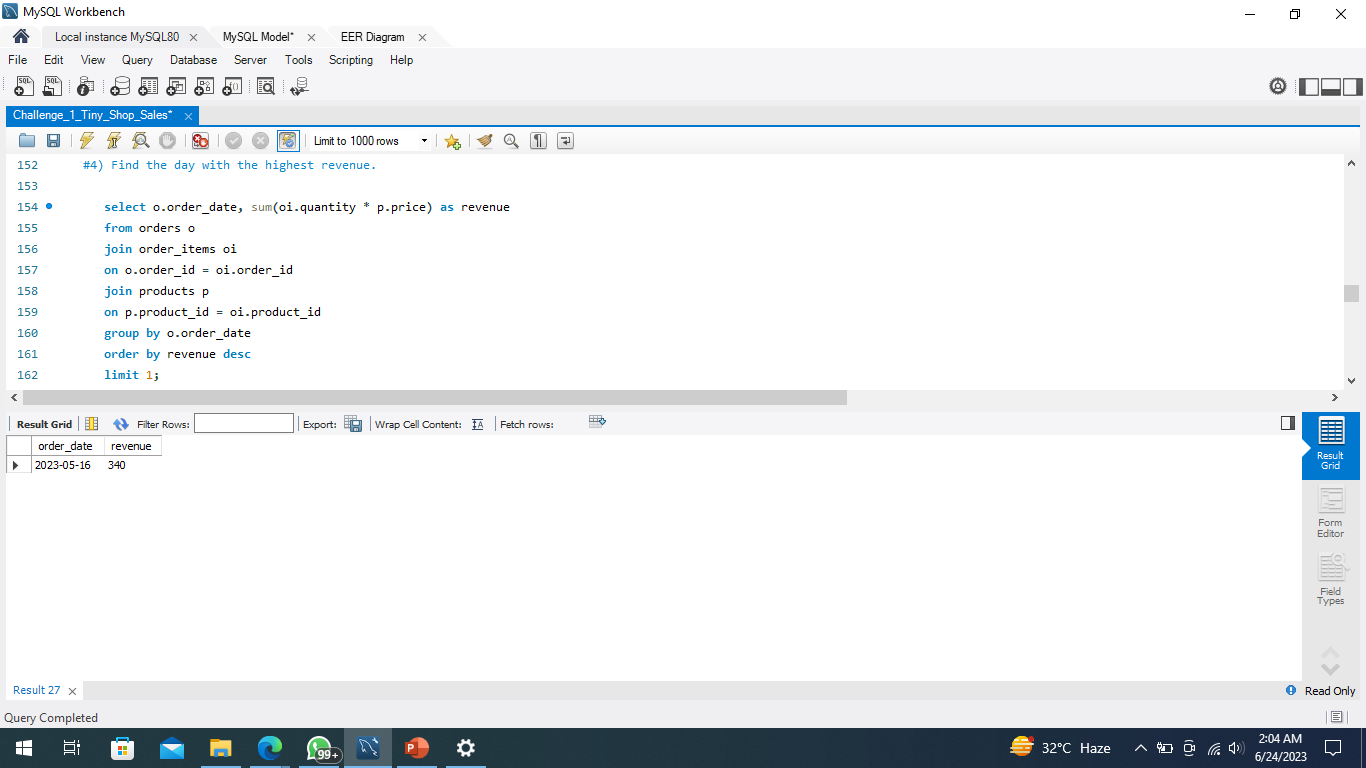 MySQL Workbench
Local instance MySQL80 MySQL Model* EER Diagram
File Edit View Query Database Server Tools Scripting Help
Challenge_1_Tiny_Shop_Sales*
Limit to 1000 rows
152 #4) Find the day with the highest revenue.
153
154 select o.order_date, sum(oi.quantity * p.price) as revenue
155 from orders o
156 join order_items oi
157 on o.order_id = oi.order_id
158 join products p
159 on p.product_id = oi.product_id
160 group by o.order_date
161 order by revenue desc
162 limit 1;
Result Grid Filter Rows: Export: Wrap Cell Content: IA Fetch rows:
order_date revenue
2023-05-16 340
Result
Grid
Form
Editor
Field
Types
Result 27 Read Only
Query Completed
99+
32°C Haze
2:04 AM
6/24/2023